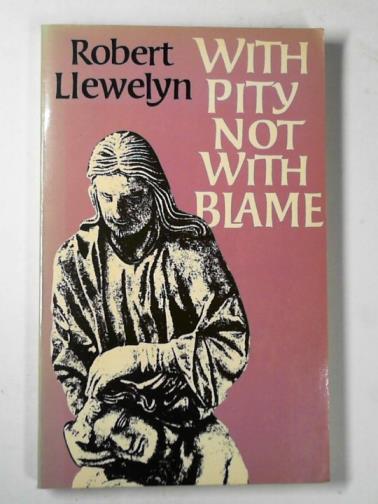 Robert
Llewelyn
WITH
PITY
NOT
WITH
BLAME